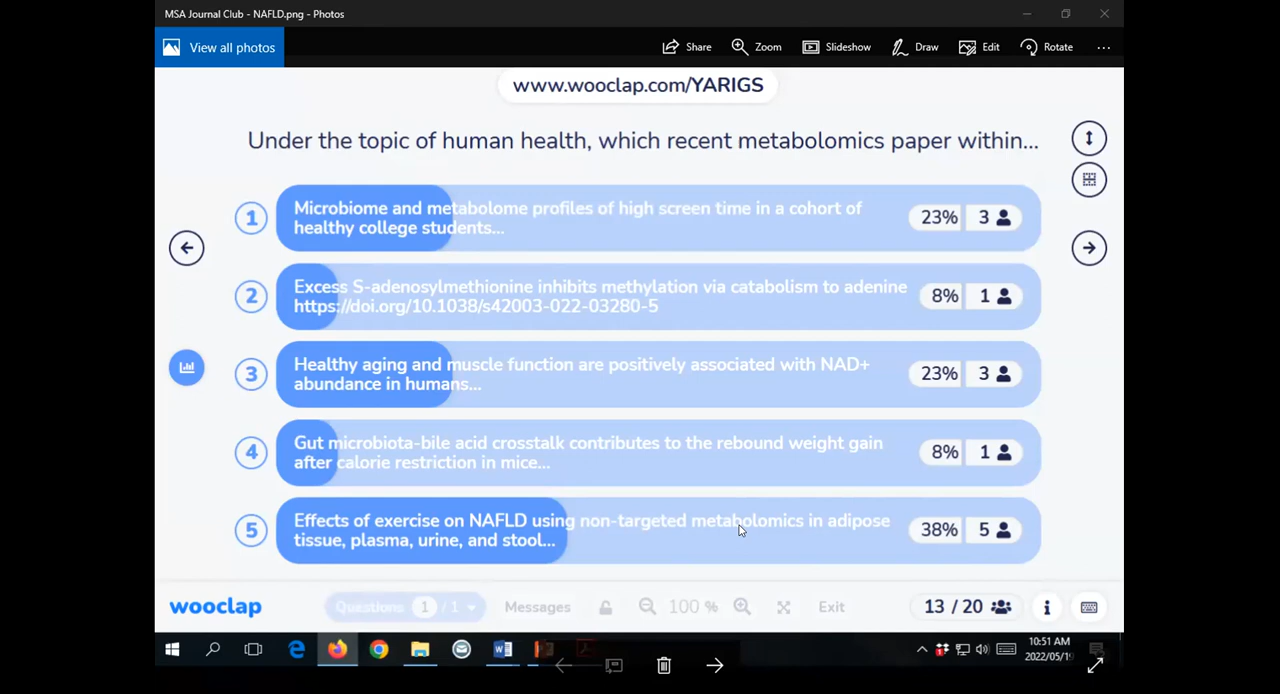 MSA Journal Club - NAFLD.png - Photos
View all photos
Share
Zoom
Slideshow
Draw
Edit
Rotate
www.wooclap.com/YARIGS
Under the topic of human health, which recent metabolomics paper within...
1
Microbiome and metabolome profiles of high screen time in a cohort of
healthy college students...
23% 3
2
Excess S-adenosylmethionine inhibits methylation via catabolism to adenine
https://doi.org/10.1038/s42003-022-03280-5
8% 1
3
Healthy aging and muscle function are positively associated with NAD+
abundance in humans...
23% 3
4
Gut microbiota-bile acid crosstalk contributes to the rebound weight gain
after calorie restriction in mice...
8% 1
5
Effects of exercise on NAFLD using non-targeted metabolomics in adipose
tissue, plasma, urine, and stool...
38% 5
wooclap
Questions 1 / 1
Messages
100 %
Exit
13 / 20
10:51 AM
2022/05/19